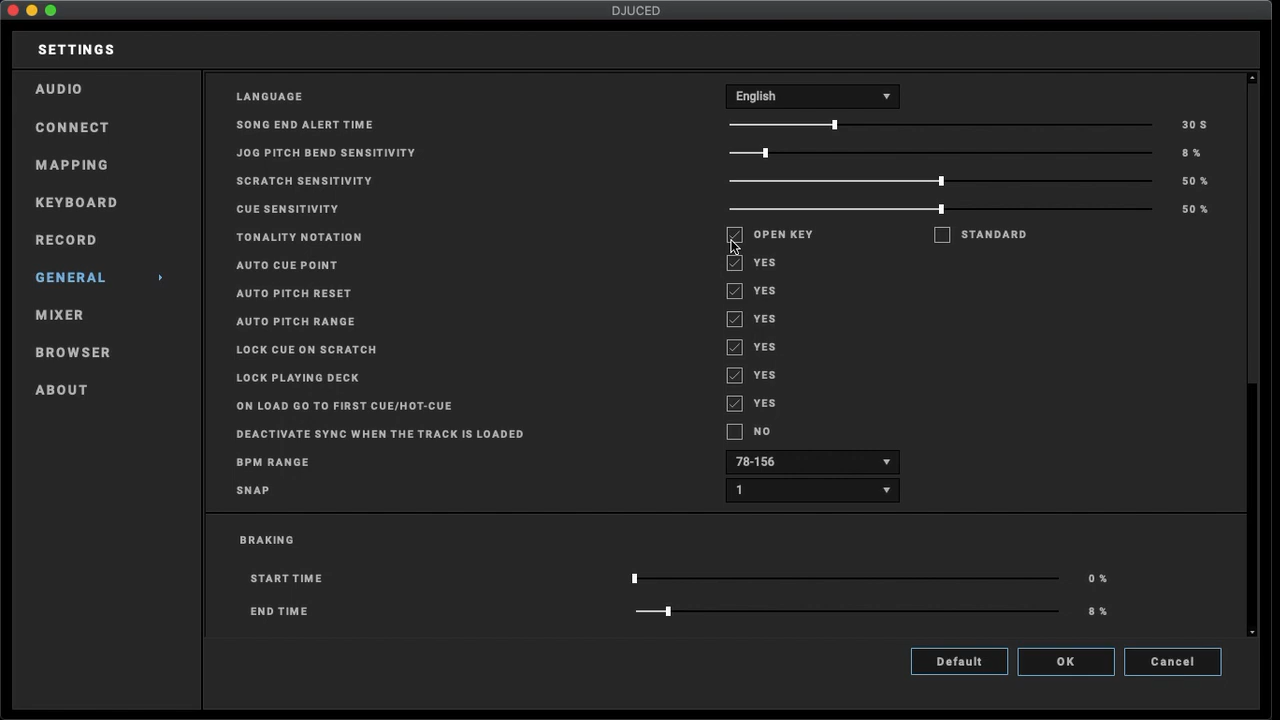 DJUCED
SETTINGS
AUDIO
CONNECT
MAPPING
KEYBOARD
RECORD
GENERAL
MIXER
BROWSER
ABOUT
LANGUAGE English
SONG END ALERT TIME 30 S
JOG PITCH BEND SENSITIVITY 8 %
SCRATCH SENSITIVITY 50 %
CUE SENSITIVITY 50 %
TONALITY NOTATION OPEN KEY STANDARD
AUTO CUE POINT YES
AUTO PITCH RESET YES
AUTO PITCH RANGE YES
LOCK CUE ON SCRATCH YES
LOCK PLAYING DECK YES
ON LOAD GO TO FIRST CUE/HOT-CUE YES
DEACTIVATE SYNC WHEN THE TRACK IS LOADED NO
BPM RANGE 78-156
SNAP 1
BRAKING
START TIME 0 %
END TIME 8 %
Default OK Cancel